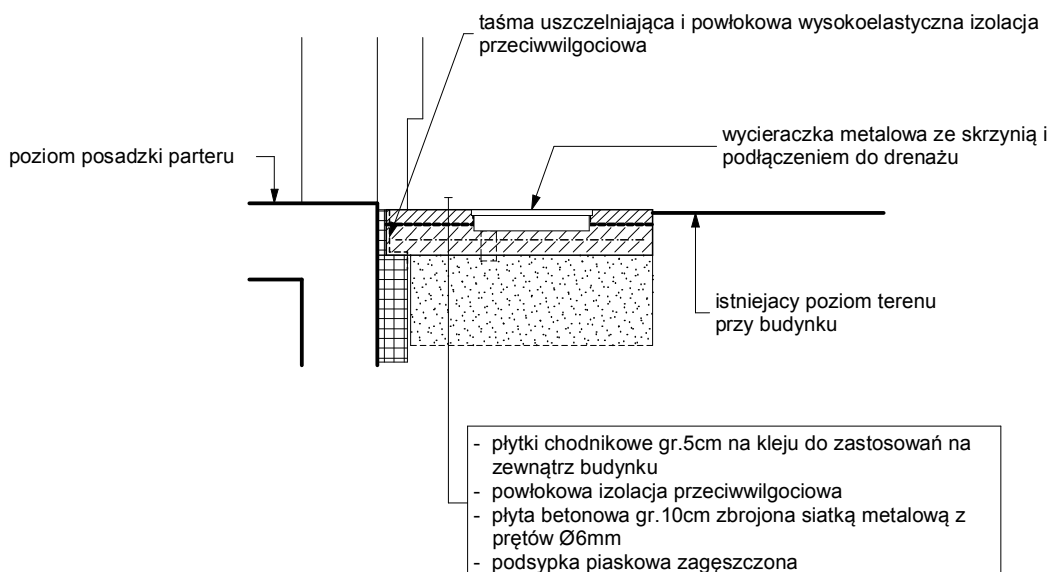 taśma uszczelniająca i powłokowa wysokoelastyczna izolacja
przeciwwilgociowa
poziom posadzki parteru
wycieraczka metalowa ze skrzynią i
podłączeniem do drenażu
istniejacy poziom terenu
przy budynku
- płytki chodnikowe gr.5cm na kleju do zastosowań na
zewnątrz budynku
- powłokowa izolacja przeciwwilgociowa
- płyta betonowa gr.10cm zbrojona siatką metalową z
prętów Ø6mm
- podsypka piaskowa zagęszczona